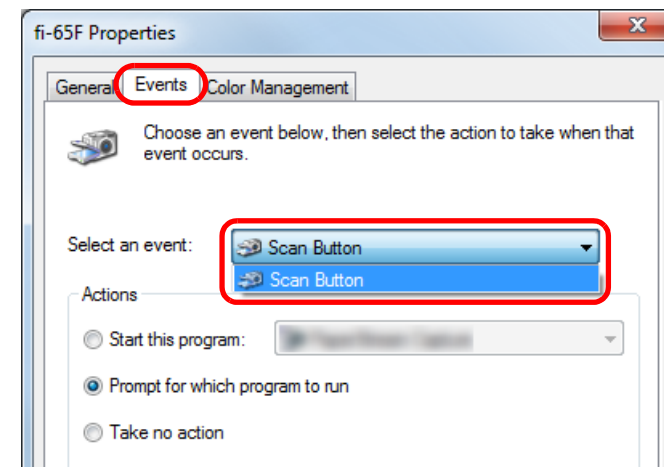 fi-65F Properties
General Events Color Management
Choose an event below, then select the action to take when that
event occurs.
Select an event: Scan Button
Scan Button
Actions
Start this program:
Prompt for which program to run
Take no action